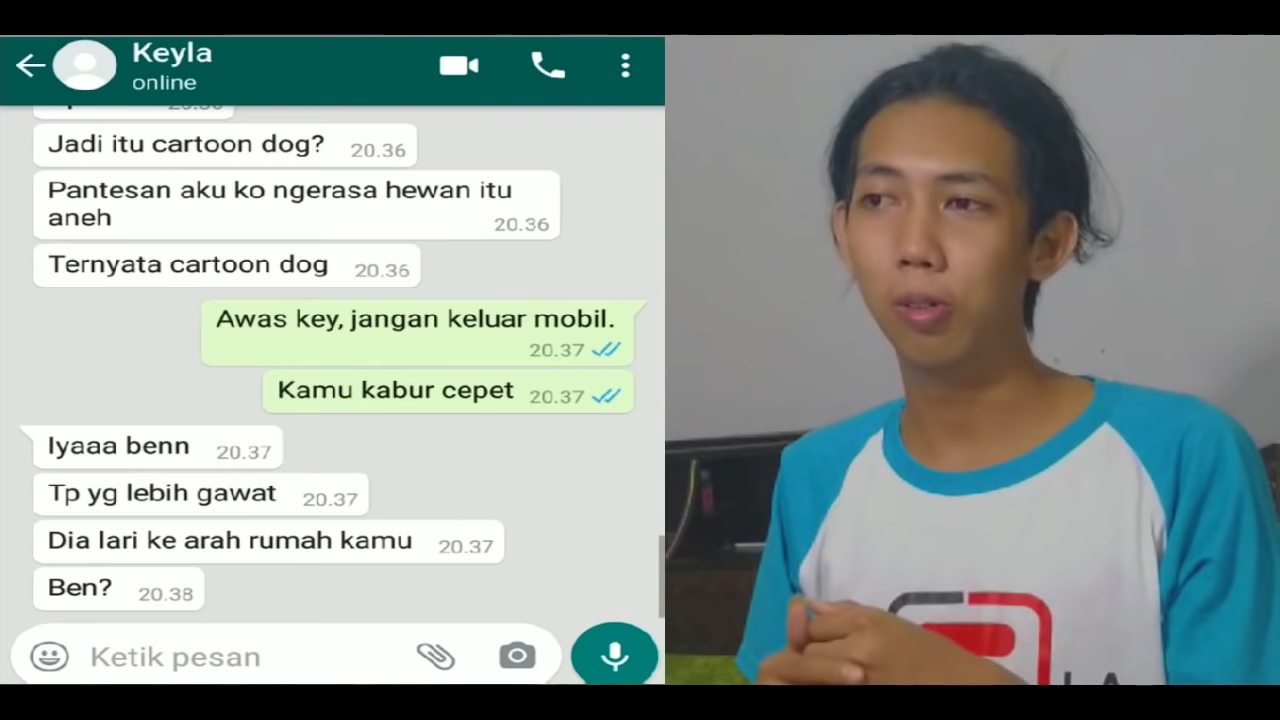 Keyla
online
Jadi itu cartoon dog? 20.36
Pantesan aku ko ngerasa hewan itu
aneh 20.36
Ternyata cartoon dog 20.36
Awas key, jangan keluar mobil.
20.37
Kamu kabur cepet 20.37
Iyaaa benn 20.37
Tp yg lebih gawat 20.37
Dia lari ke arah rumah kamu 20.37
Ben? 20.38
Ketik pesan